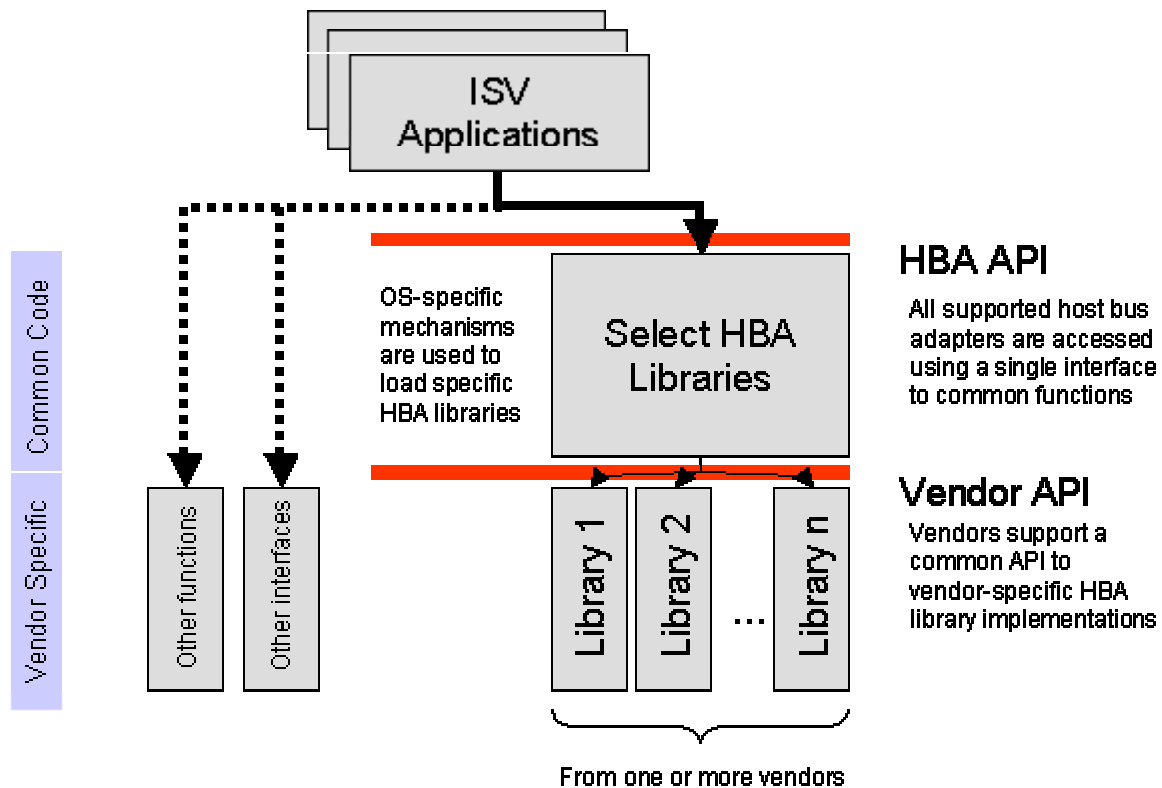 ISV
Applications
HBA API
All supported host bus
adapters are accessed
using a single interface
to common functions
OS-specific
mechanisms
are used to
load specific
HBA libraries
Select HBA
Libraries
Common Code
Vendor Specific
Other functions
Other interfaces
Library 1
Library 2
...
Library n
Vendor API
Vendors support a
common API to
vendor-specific HBA
library implementations
From one or more vendors